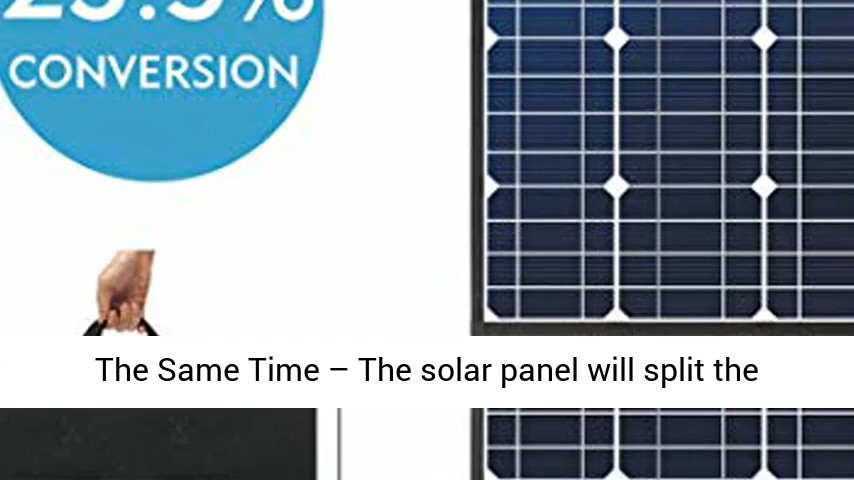 CONVERSION
The Same Time – The solar panel will split the